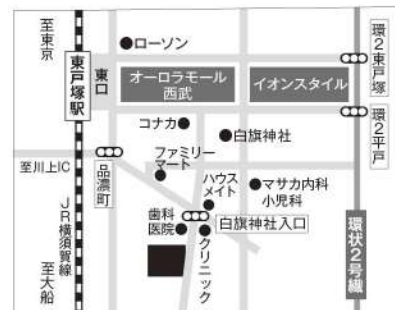 至東京
ローソン
東戸塚駅
東口
オーロラモール
西武
イオンスタイル
環2東戸塚
コナカ
白旗神社
環2平戸
ファミリー
マート
至川上IC
品濃町
ハウス
メイト
マサカ内科
小児科
JR横須賀線
歯科
医院
白旗神社入口
クリニック
環状2号線
至大船